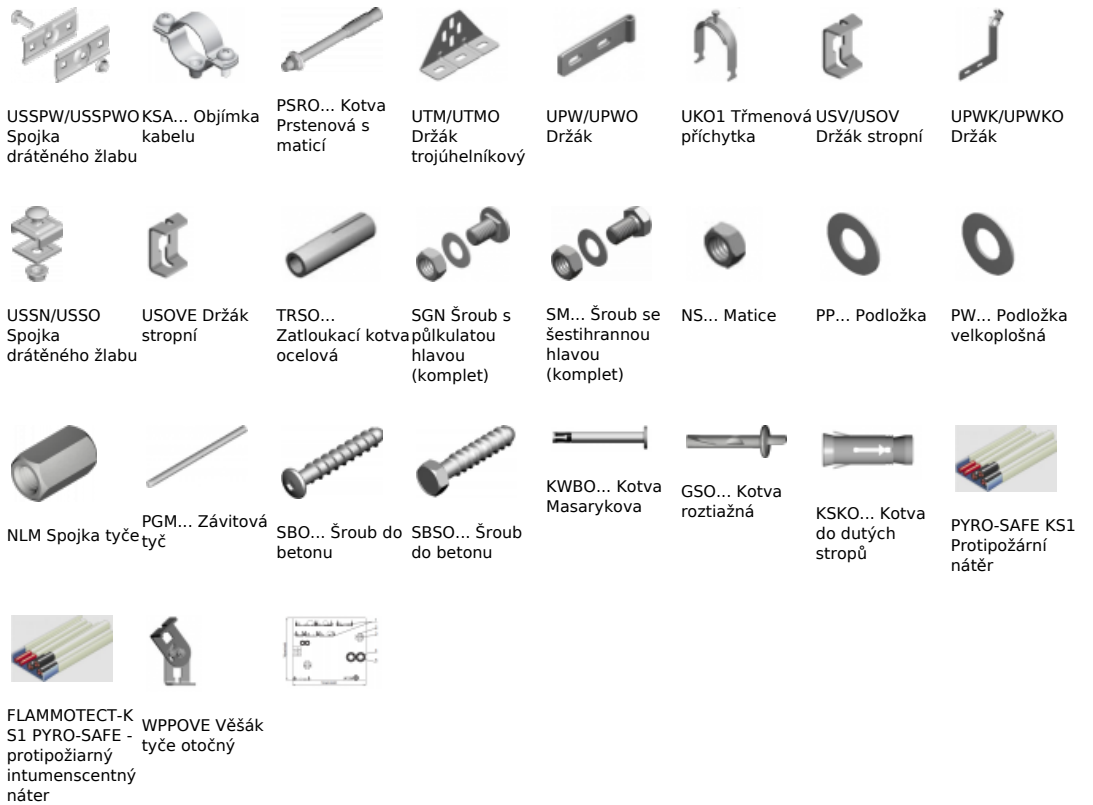 USSPW/USSPWO
Spojka
drátěného žlabu
KSA... Objímka
kabelu
PSRO... Kotva
Prstenová s
maticí
UTM/UTMO
Držák
trojúhelníkový
UPW/UPWO
Držák
UKO1 Třmenová
příchytka
USV/USOV
Držák stropní
UPWK/UPWKO
Držák
USSN/USSO
Spojka
drátěného žlabu
USOVE Držák
stropní
TRSO...
Zatloukací kotva
ocelová
SGN Šroub s
půlkulatou
hlavou
(komplet)
SM... Šroub se
šestihrannou
hlavou
(komplet)
NS... Matice
PP... Podložka
PW... Podložka
velkoplošná
NLM Spojka tyče
PGM... Závitová
tyč
SBO... Šroub do
betonu
SBSO... Šroub
do betonu
KWBO... Kotva
Masarykova
GSO... Kotva
roztiažná
KSKO... Kotva
do dutých
stropů
PYRO-SAFE KS1
Protipožární
nátěr
FLAMMOTECT-K
S1 PYRO-SAFE -
protipožiarný
intumenscentný
náter
WPPOVE Věšák
tyče otočný